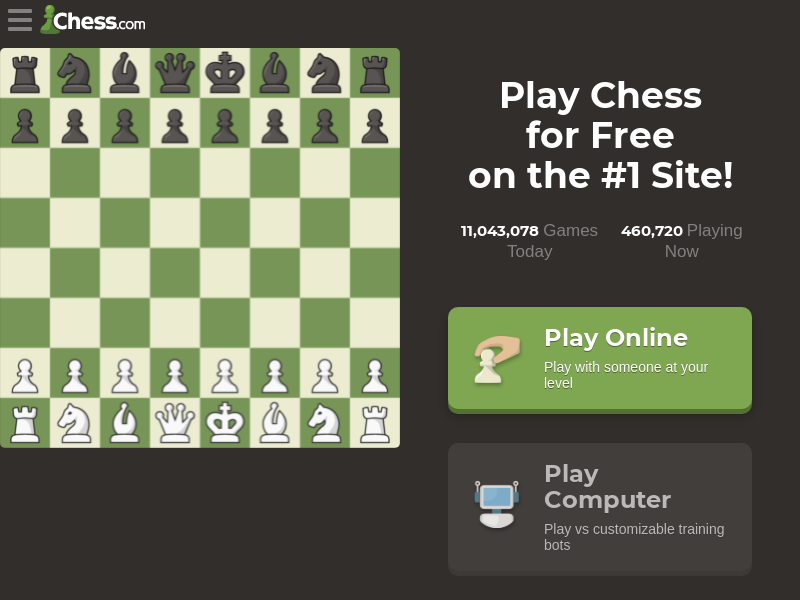 Chess.com
Play Chess
for Free
on the #1 Site!
11,043,078 Games
Today
460,720 Playing
Now
Play Online
Play with someone at your
level
Play
Computer
Play vs customizable training
bots